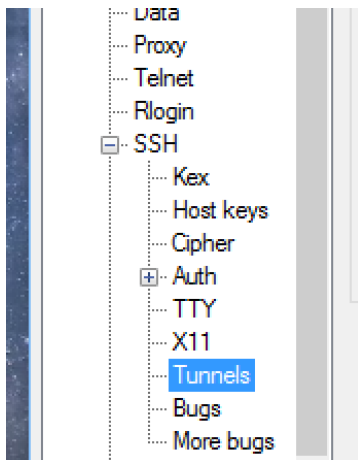 Data
Proxy
Telnet
Rlogin
SSH
Kex
Host keys
Cipher
Auth
TTY
X11
Tunnels
Bugs
More bugs